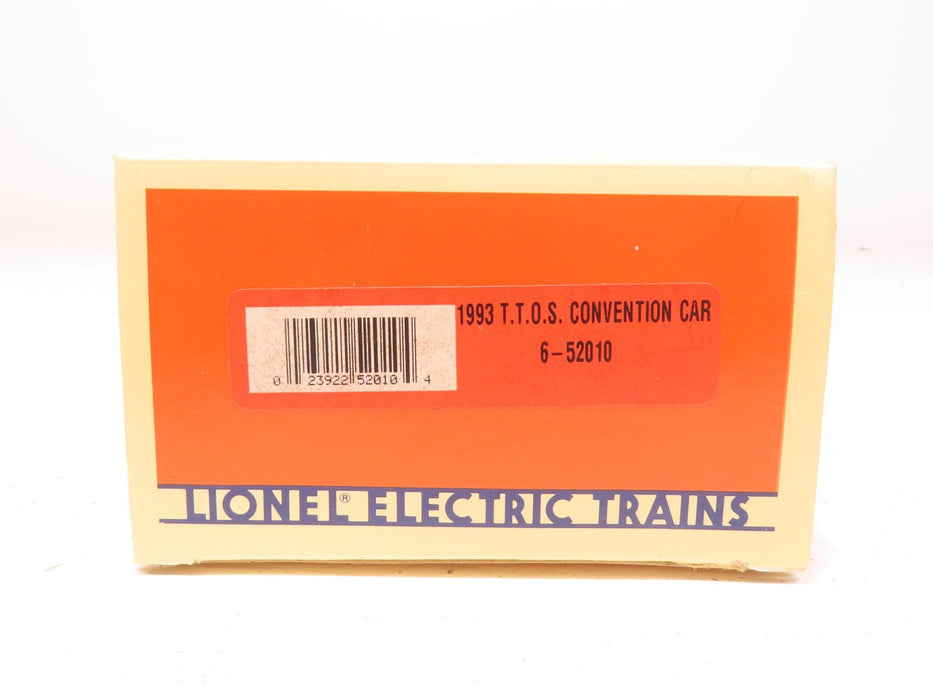 1993 T.T.O.S. CONVENTION CAR
6-52010
0 23922 52010 4
LIONEL® ELECTRIC TRAINS